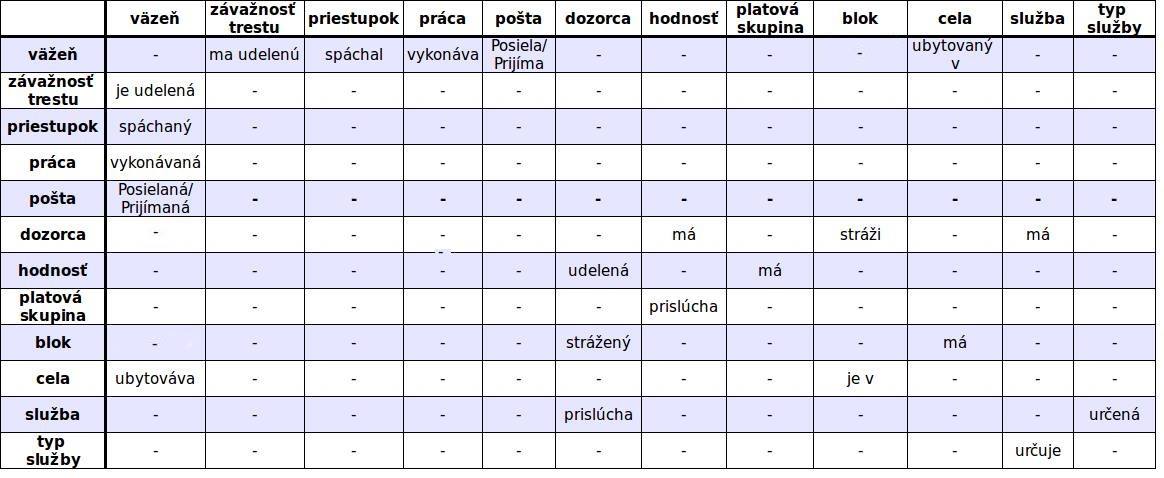 väzeň závažnosť trestu priestupok práca pošta dozorca hodnosť platová skupina blok cela služba typ služby
väžeň - ma udelenú spáchal vykonáva Posiela/ Prijíma - - - - ubytovaný v - -
závažnosť trestu je udelená - - - - - - - - - - -
priestupok spáchaný - - - - - - - - - - -
práca vykonávaná - - - - - - - - - - -
pošta Posielaná/ Prijímaná - - - - - - - - - - -
dozorca - - - - - - má - stráži - má -
hodnosť - - - - - udelená - má - - - -
platová skupina - - - - - - prislúcha - - - - -
blok - - - - - strážený - - - má - -
cela ubytováva - - - - - - - je v - - -
služba - - - - - prislúcha - - - - - určená
typ služby - - - - - - - - - - určuje -